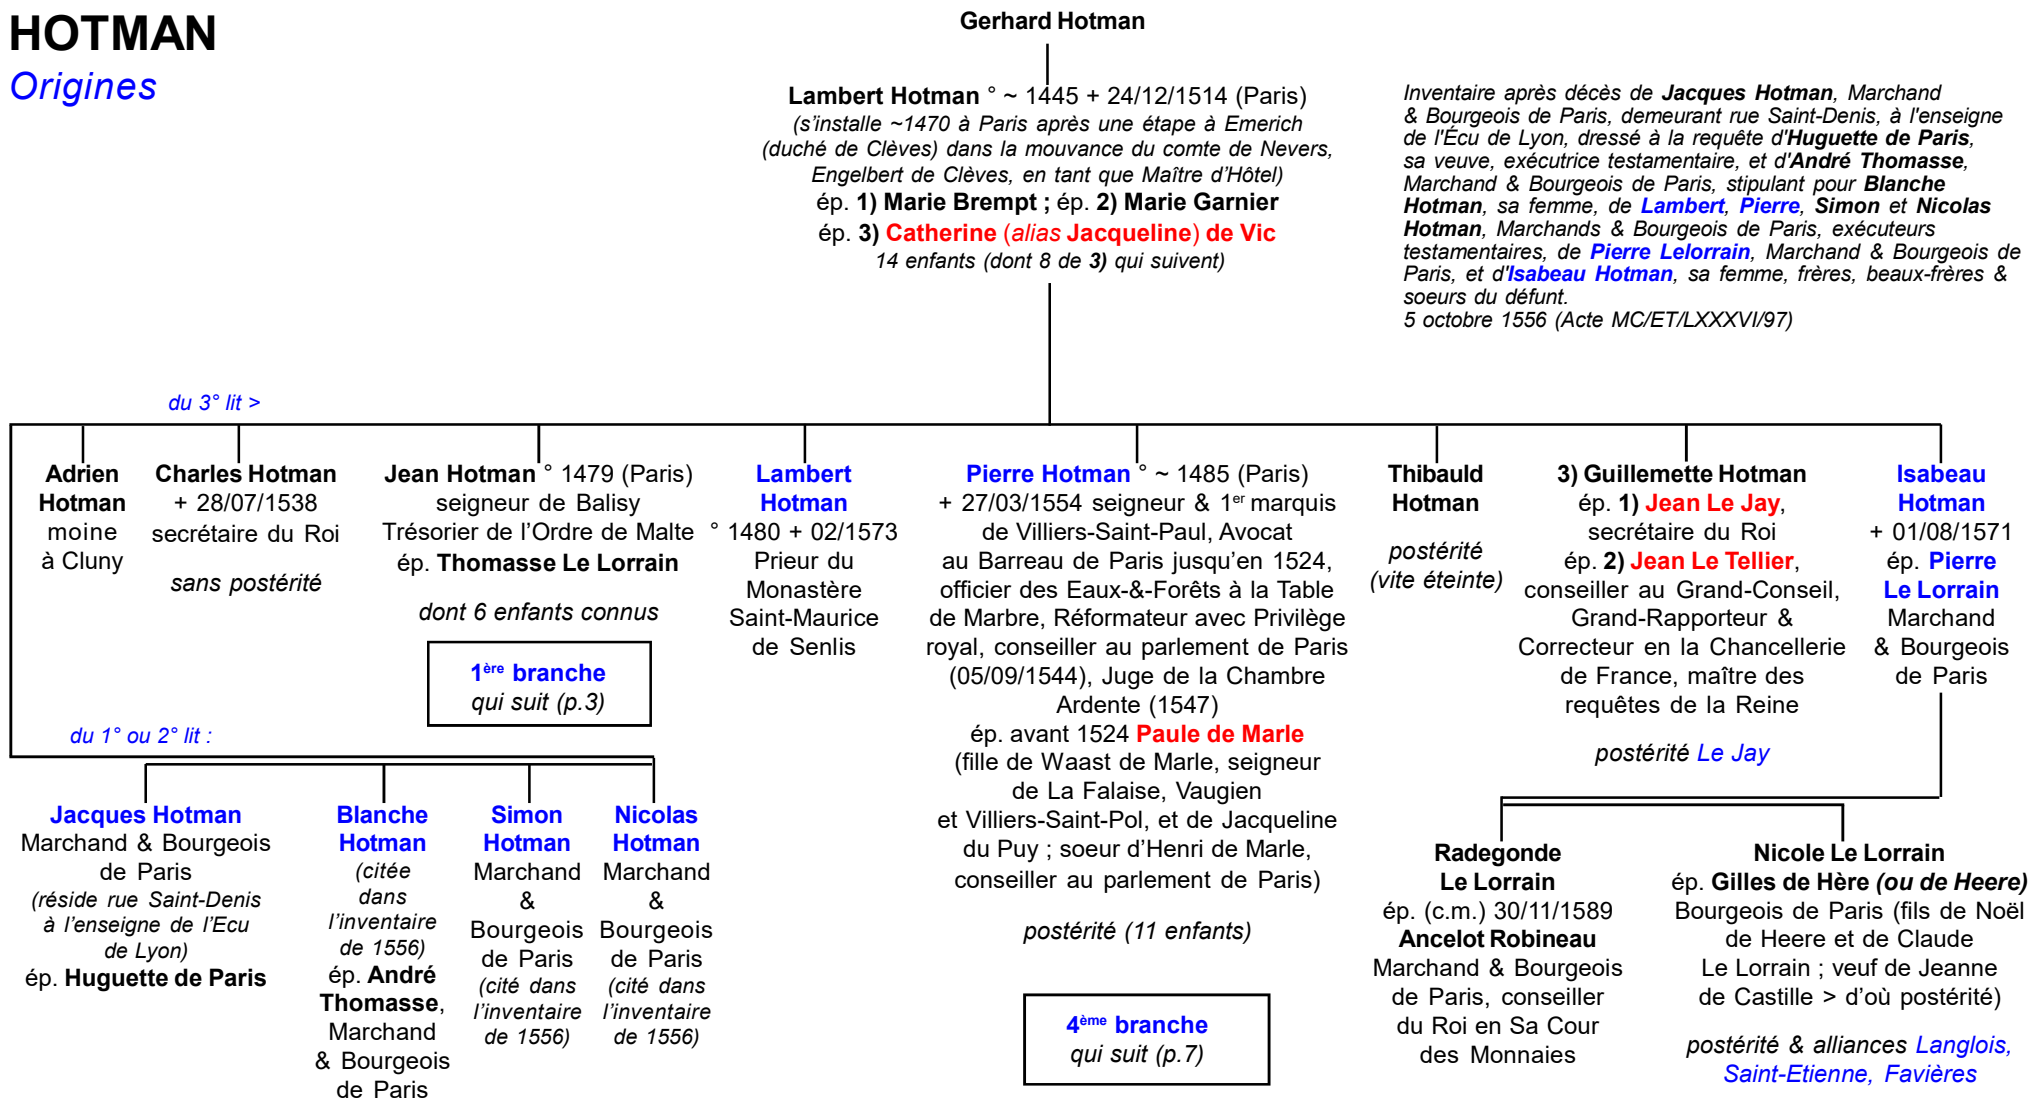 HOTMAN
Origines
Gerhard Hotman
Lambert Hotman ° ~ 1445 + 24/12/1514 (Paris)
(s'installe ~1470 à Paris après une étape à Emerich
(duché de Clèves) dans la mouvance du comte de Nevers,
Engelbert de Clèves, en tant que Maître d'Hôtel)
ép. 1) Marie Brempt ; ép. 2) Marie Garnier
ép. 3) Catherine (alias Jacqueline) de Vic
14 enfants (dont 8 de 3) qui suivent)
Inventaire après décès de Jacques Hotman, Marchand
& Bourgeois de Paris, demeurant rue Saint-Denis, à l'enseigne
de l'Écu de Lyon, dressé à la requête d'Huguette de Paris,
sa veuve, exécutrice testamentaire, et d'André Thomasse,
Marchand & Bourgeois de Paris, stipulant pour Blanche
Hotman, sa femme, de Lambert, Pierre, Simon et Nicolas
Hotman, Marchands & Bourgeois de Paris, exécuteurs
testamentaires, de Pierre Lelorrain, Marchand & Bourgeois de
Paris, et d'Isabeau Hotman, sa femme, frères, beaux-frères &
soeurs du défunt.
5 octobre 1556 (Acte MC/ET/LXXXVI/97)
du 3° lit >
Adrien
Hotman
moine
à Cluny
Charles Hotman
+ 28/07/1538
secrétaire du Roi
sans postérité
Jean Hotman ° 1479 (Paris)
seigneur de Balisy
Trésorier de l'Ordre de Malte
ép. Thomasse Le Lorrain
dont 6 enfants connus
1ère branche
qui suit (p.3)
Lambert
Hotman
° 1480 + 02/1573
Prieur du
Monastère
Saint-Maurice
de Senlis
Pierre Hotman ° ~ 1485 (Paris)
+ 27/03/1554 seigneur & 1er marquis
de Villiers-Saint-Paul, Avocat
au Barreau de Paris jusqu'en 1524,
officier des Eaux-&-Forêts à la Table
de Marbre, Réformateur avec Privilège
royal, conseiller au parlement de Paris
(05/09/1544), Juge de la Chambre
Ardente (1547)
ép. avant 1524 Paule de Marle
(fille de Waast de Marle, seigneur
de La Falaise, Vaugien
et Villiers-Saint-Pol, et de Jacqueline
du Puy ; soeur d'Henri de Marle,
conseiller au parlement de Paris)
postérité (11 enfants)
4ème branche
qui suit (p.7)
Thibauld
Hotman
postérité
(vite éteinte)
3) Guillemette Hotman
ép. 1) Jean Le Jay,
secrétaire du Roi
ép. 2) Jean Le Tellier,
conseiller au Grand-Conseil,
Grand-Rapporteur &
Correcteur en la Chancellerie
de France, maître des
requêtes de la Reine
postérité Le Jay
Isabeau
Hotman
+ 01/08/1571
ép. Pierre
Le Lorrain
Marchand
& Bourgeois
de Paris
du 1° ou 2° lit :
Jacques Hotman
Marchand & Bourgeois
de Paris
(réside rue Saint-Denis
à l'enseigne de l'Ecu
de Lyon)
ép. Huguette de Paris
Blanche
Hotman
(citée
dans
l'inventaire
de 1556)
ép. André
Thomasse,
Marchand
& Bourgeois
de Paris
Simon
Hotman
Marchand
&
Bourgeois
de Paris
(cité dans
l'inventaire
de 1556)
Nicolas
Hotman
Marchand
&
Bourgeois
de Paris
(cité dans
l'inventaire
de 1556)
Radegonde
Le Lorrain
ép. (c.m.) 30/11/1589
Ancelot Robineau
Marchand & Bourgeois
de Paris, conseiller
du Roi en Sa Cour
des Monnaies
Nicole Le Lorrain
ép. Gilles de Hère (ou de Heere)
Bourgeois de Paris (fils de Noël
de Heere et de Claude
Le Lorrain ; veuf de Jeanne
de Castille > d'où postérité)
postérité & alliances Langlois,
Saint-Etienne, Favières